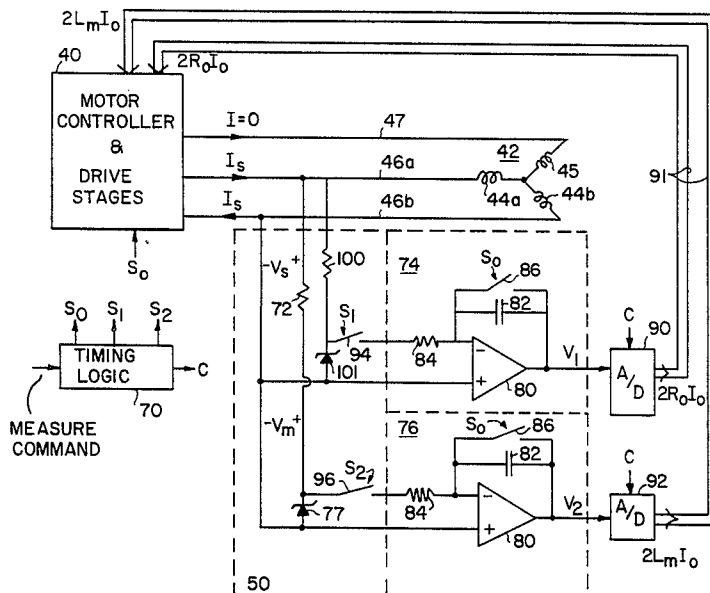 2LmIo
40
2RoIo
MOTOR
CONTROLLER
&
DRIVE
STAGES
I=0
47
42
45
Is
46a
44a
44b
91
Is
46b
So
-Vs+
100
72
74
So
86
82
S1
94
84
-
+
80
V1
C
90
A/D
2RoIo
101
So S1 S2
TIMING
LOGIC
C
70
MEASURE
COMMAND
-Vm+
76
So
86
82
96
S2
84
-
+
80
V2
C
92
A/D
2LmIo
77
50